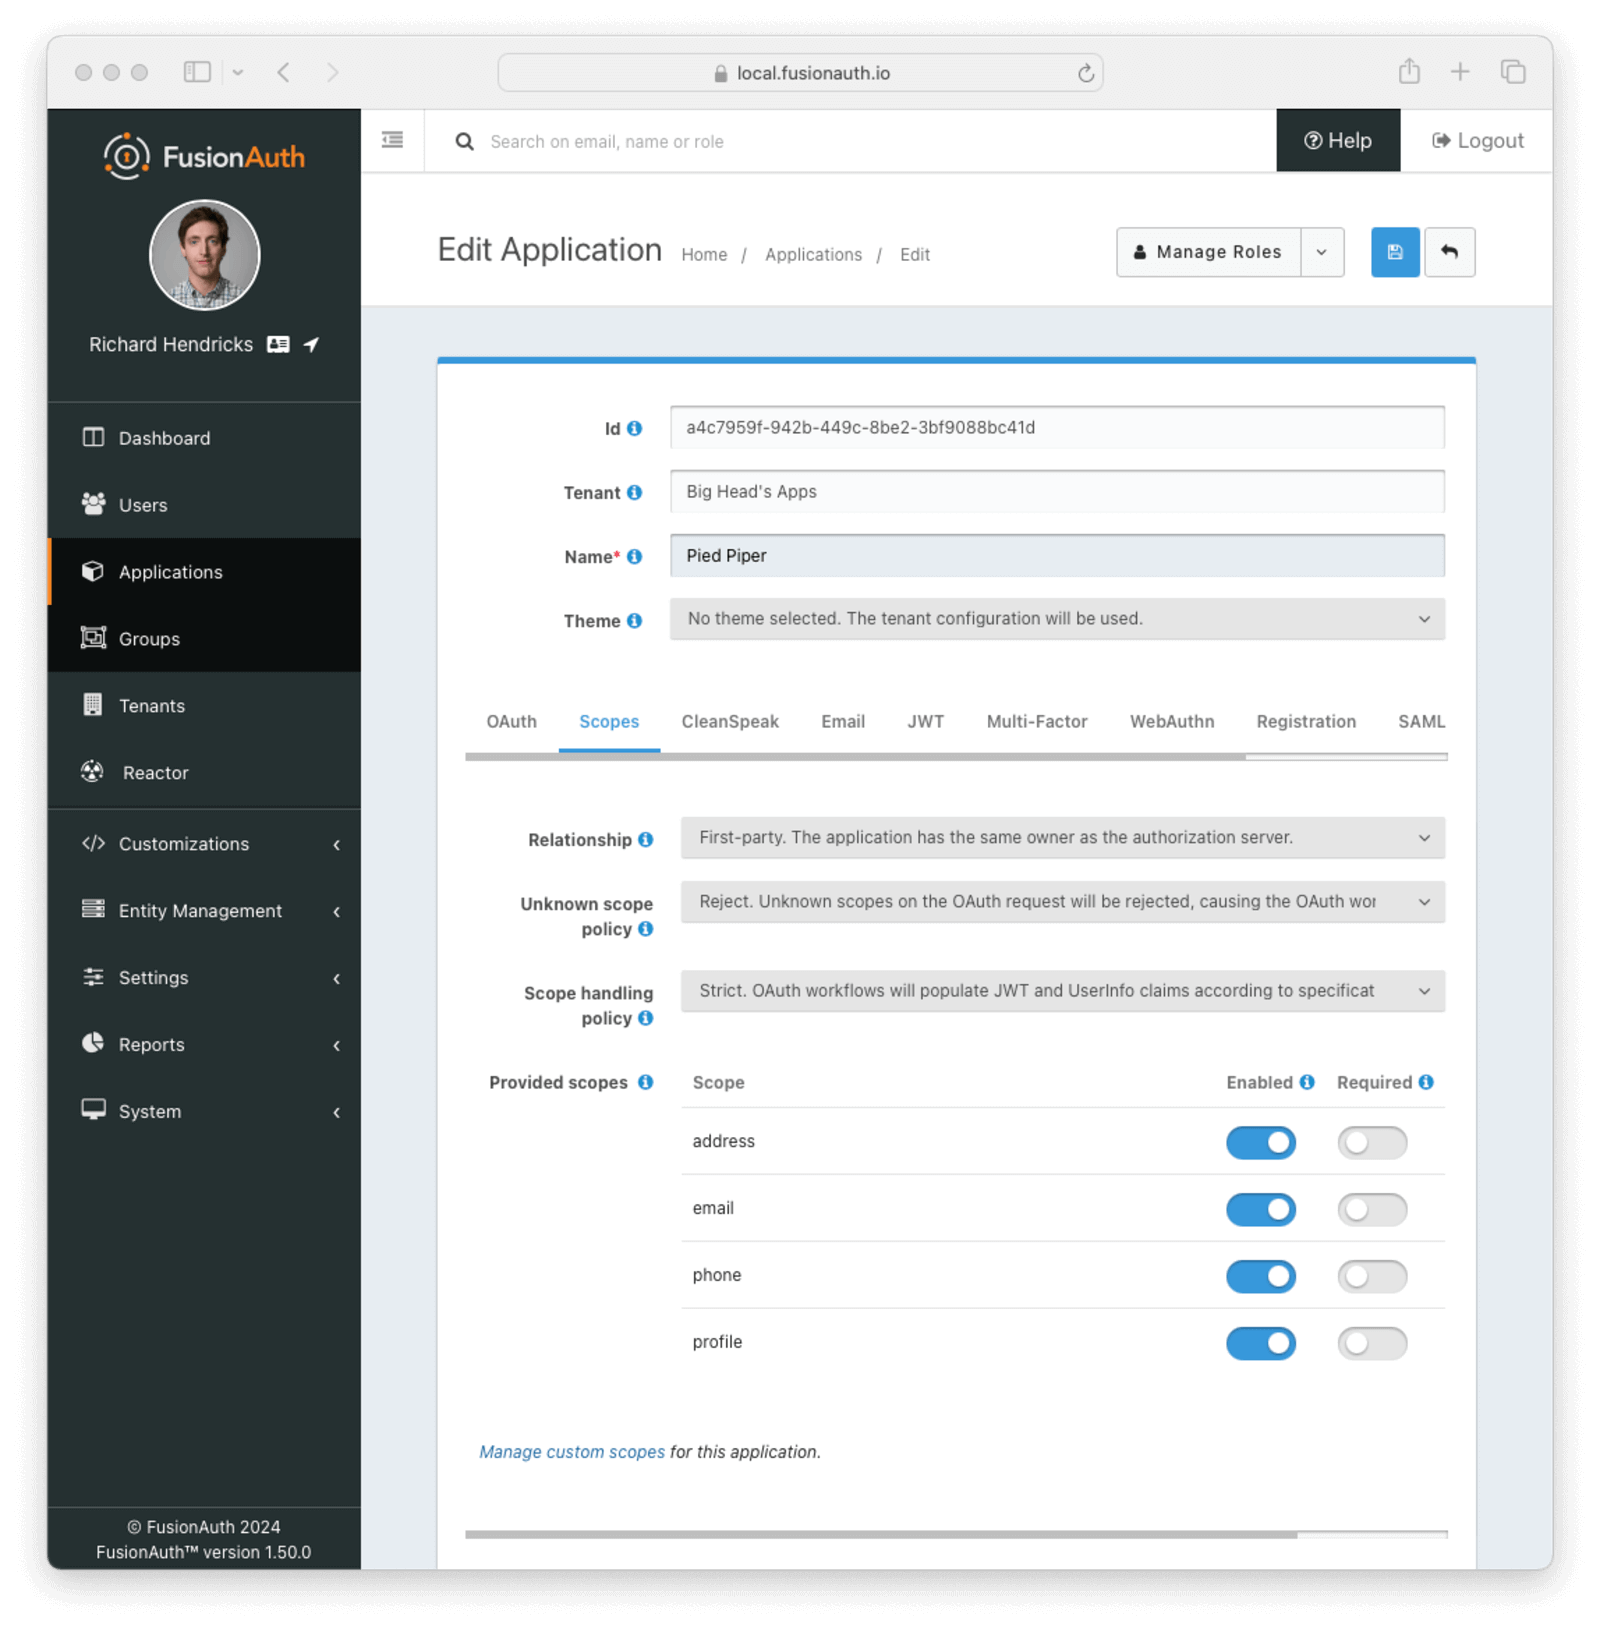 local.fusionauth.io
FusionAuth
Search on email, name or role
Help
Logout
Richard Hendricks
Edit Application
Home / Applications / Edit
Manage Roles
Dashboard
Users
Applications
Groups
Tenants
Reactor
Customizations
Entity Management
Settings
Reports
System
Id
a4c7959f-942b-449c-8be2-3bf9088bc41d
Tenant
Big Head's Apps
Name*
Pied Piper
Theme
No theme selected. The tenant configuration will be used.
OAuth Scopes CleanSpeak Email JWT Multi-Factor WebAuthn Registration SAML
Relationship
First-party. The application has the same owner as the authorization server.
Unknown scope
policy
Reject. Unknown scopes on the OAuth request will be rejected, causing the OAuth wor
Scope handling
policy
Strict. OAuth workflows will populate JWT and UserInfo claims according to specificat
Provided scopes
Scope Enabled Required
address
email
phone
profile
Manage custom scopes for this application.
© FusionAuth 2024
FusionAuth™ version 1.50.0